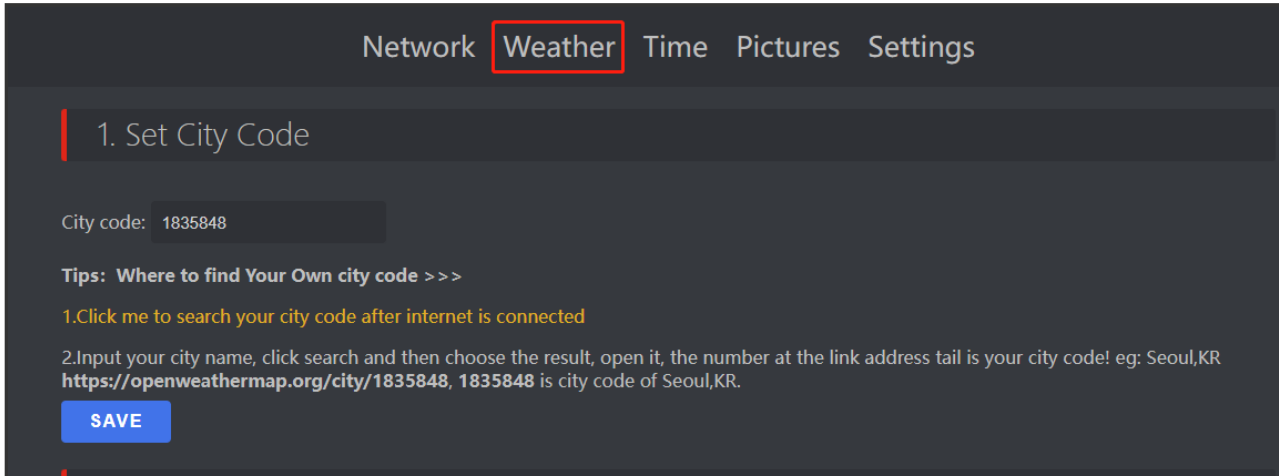 Network Weather Time Pictures Settings
1. Set City Code
City code: 1835848
Tips: Where to find Your Own city code >>>
1.Click me to search your city code after internet is connected
2.Input your city name, click search and then choose the result, open it, the number at the link address tail is your city code! eg: Seoul,KR
https://openweathermap.org/city/1835848, 1835848 is city code of Seoul,KR.
SAVE